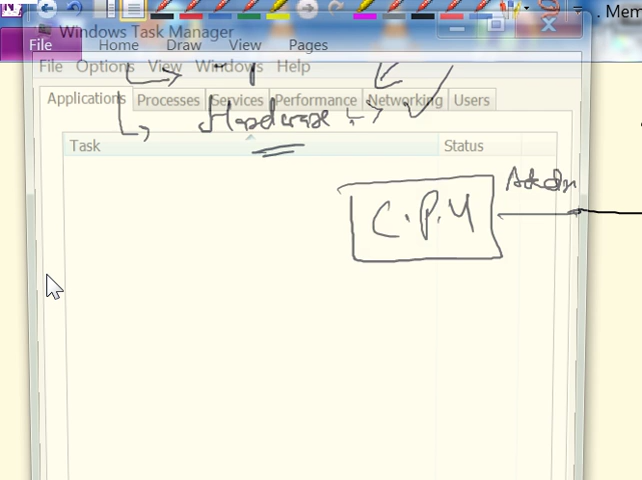 . Mem
Windows Task Manager
File Home Draw View Pages
File Options View Windows Help
Applications Processes Services Performance Networking Users
Hardware :->
Task Status
C.P.U